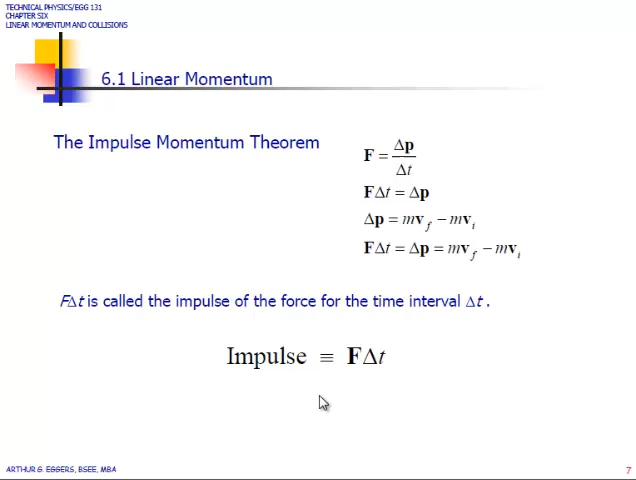 TECHNICAL PHYSICS/EGG 131
CHAPTER SIX
LINEAR MOMENTUM AND COLLISIONS
6.1 Linear Momentum
The Impulse Momentum Theorem
F = Δp/Δt
FΔt = Δp
Δp = mv_f − mv_i
FΔt = Δp = mv_f − mv_i
FΔt is called the impulse of the force for the time interval Δt .
Impulse ≡ FΔt
ARTHUR G. EGGERS, BSEE, MBA
7